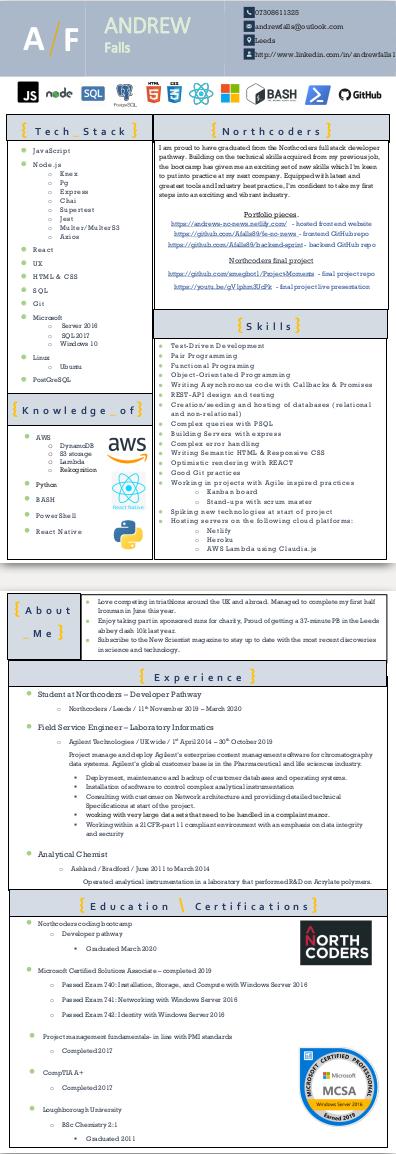 A/F
ANDREW
Falls
07308611325
andrewfalls@outlook.com
Leeds
http://www.linkedin.com/in/andrewfalls1
JS node SQL PostgreSQL HTML CSS BASH GitHub
{ Tech_Stack }
JavaScript
Node.js
Knex
Pg
Express
Chai
Supertest
Jest
Multer/MulterS3
Axios
React
UX
HTML & CSS
SQL
Git
Microsoft
Server 2016
SQL2017
Windows 10
Linux
Ubuntu
PostGreSQL
{ Knowledge_of }
AWS
DynamoDB
S3 storage
Lambda
Rekognition
Python
BASH
PowerShell
React Native
aws
React Native
{ Northcoders }
I am proud to have graduated from the Northcoders full stack developer
pathway. Building on the technical skills acquired from my previous job,
the bootcamp has given me an exciting set of new skills which I'm keen
to put into practice at my next company. Equipped with latest and
greatest tools and Industry best practice, I'm confident to take my first
steps into an exciting and vibrant industry.
Portfolio pieces.
https://andrews-nc-news.netlify.com/ - hosted frontend website
https://github.com/Afalls89/fe-nc-news - frontend GitHub repo
https://github.com/Afalls89/backend-sprint - backend GitHub repo
Northcoders final project
https://github.com/smegbot1/Project-Moments - final project repo
https://youtu.be/gVlphm3UcPk - final project live presentation
{ Skills }
Test-Driven Development
Pair Programming
Functional Programing
Object-Orientated Programming
Writing Asynchronous code with Callbacks & Promises
REST-API design and testing
Creation/seeding and hosting of databases (relational
and non-relational)
Complex queries with PSQL
Building Servers with express
Complex error handling
Writing Semantic HTML & Responsive CSS
Optimistic rendering with REACT
Good Git practices
Working in projects with Agile inspired practices
Kanban board
Stand-ups with scrum master
Spiking new technologies at start of project
Hosting servers on the following cloud platforms:
Netlify
Heroku
AWS Lambda using Claudia.js
{ About
_Me }
Love competing in triathlons around the UK and abroad. Managed to complete my first half
Ironman in June this year.
Enjoy taking part in sponsored runs for charity, Proud of getting a 37-minute PB in the Leeds
abbey dash 10k last year.
Subscribe to the New Scientist magazine to stay up to date with the most recent discoveries
in science and technology.
{ Experience }
Student at Northcoders – Developer Pathway
Northcoders / Leeds / 11th November 2019 – March 2020
Field Service Engineer – Laboratory Informatics
Agilent Technologies / UK wide / 1st April 2014 – 30th October 2019
Project manage and deploy Agilent's enterprise content management software for chromatography
data systems. Agilent's global customer base is in the Pharmaceutical and life sciences industry.
Deployment, maintenance and backup of customer databases and operating systems.
Installation of software to control complex analytical instrumentation
Consulting with customer on Network architecture and providing detailed technical
Specifications at start of the project.
working with very large data sets that need to be handled in a complaint manor.
Working within a 21CFR-part 11 compliant environment with an emphasis on data integrity
and security
Analytical Chemist
Ashland / Bradford / June 2011 to March 2014
Operated analytical instrumentation in a laboratory that performed R&D on Acrylate polymers.
{ Education \ Certifications }
Northcoders coding bootcamp
Developer pathway
Graduated March 2020
NORTH
CODERS
Microsoft Certified Solutions Associate – completed 2019
Passed Exam 740: Installation, Storage, and Compute with Windows Server 2016
Passed Exam 741: Networking with Windows Server 2016
Passed Exam 742: Identity with Windows Server 2016
Project management fundamentals- in line with PMI standards
Completed 2017
CompTIA A+
Completed 2017
Loughborough University
BSc Chemistry 2:1
Graduated 2011
MICROSOFT CERTIFIED PROFESSIONAL
Microsoft
MCSA
Windows Server 2016
Earned 2019